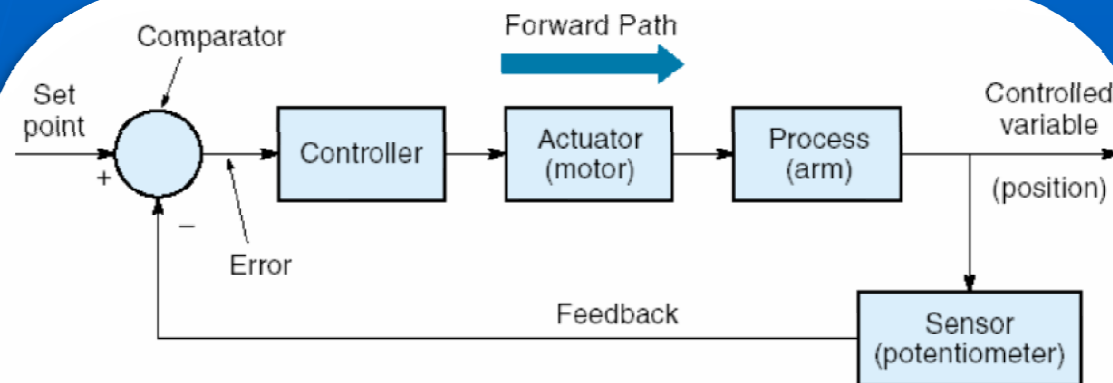 Forward Path
Comparator
Set
point
Controlled
variable
Controller
Actuator
(motor)
Process
(arm)
(position)
+
–
Error
Feedback
Sensor
(potentiometer)